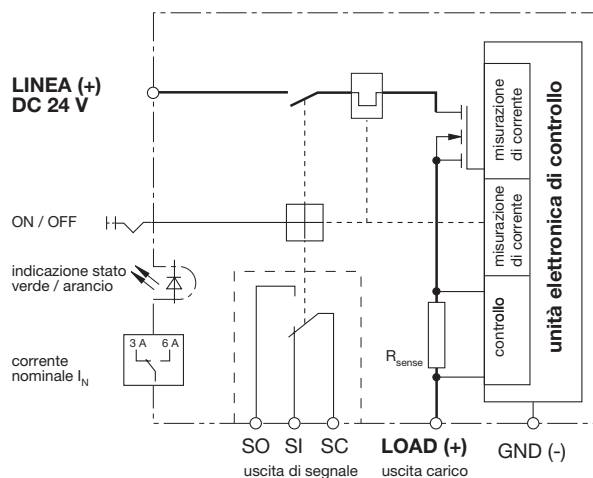 LINEA (+)
DC 24 V
ON / OFF
indicazione stato
verde / arancio
corrente
nominale I_N
3 A 6 A
misurazione
di corrente
misurazione
di corrente
controllo
unità elettronica di controllo
R_sense
SO SI SC
uscita di segnale
LOAD (+)
uscita carico
GND (-)